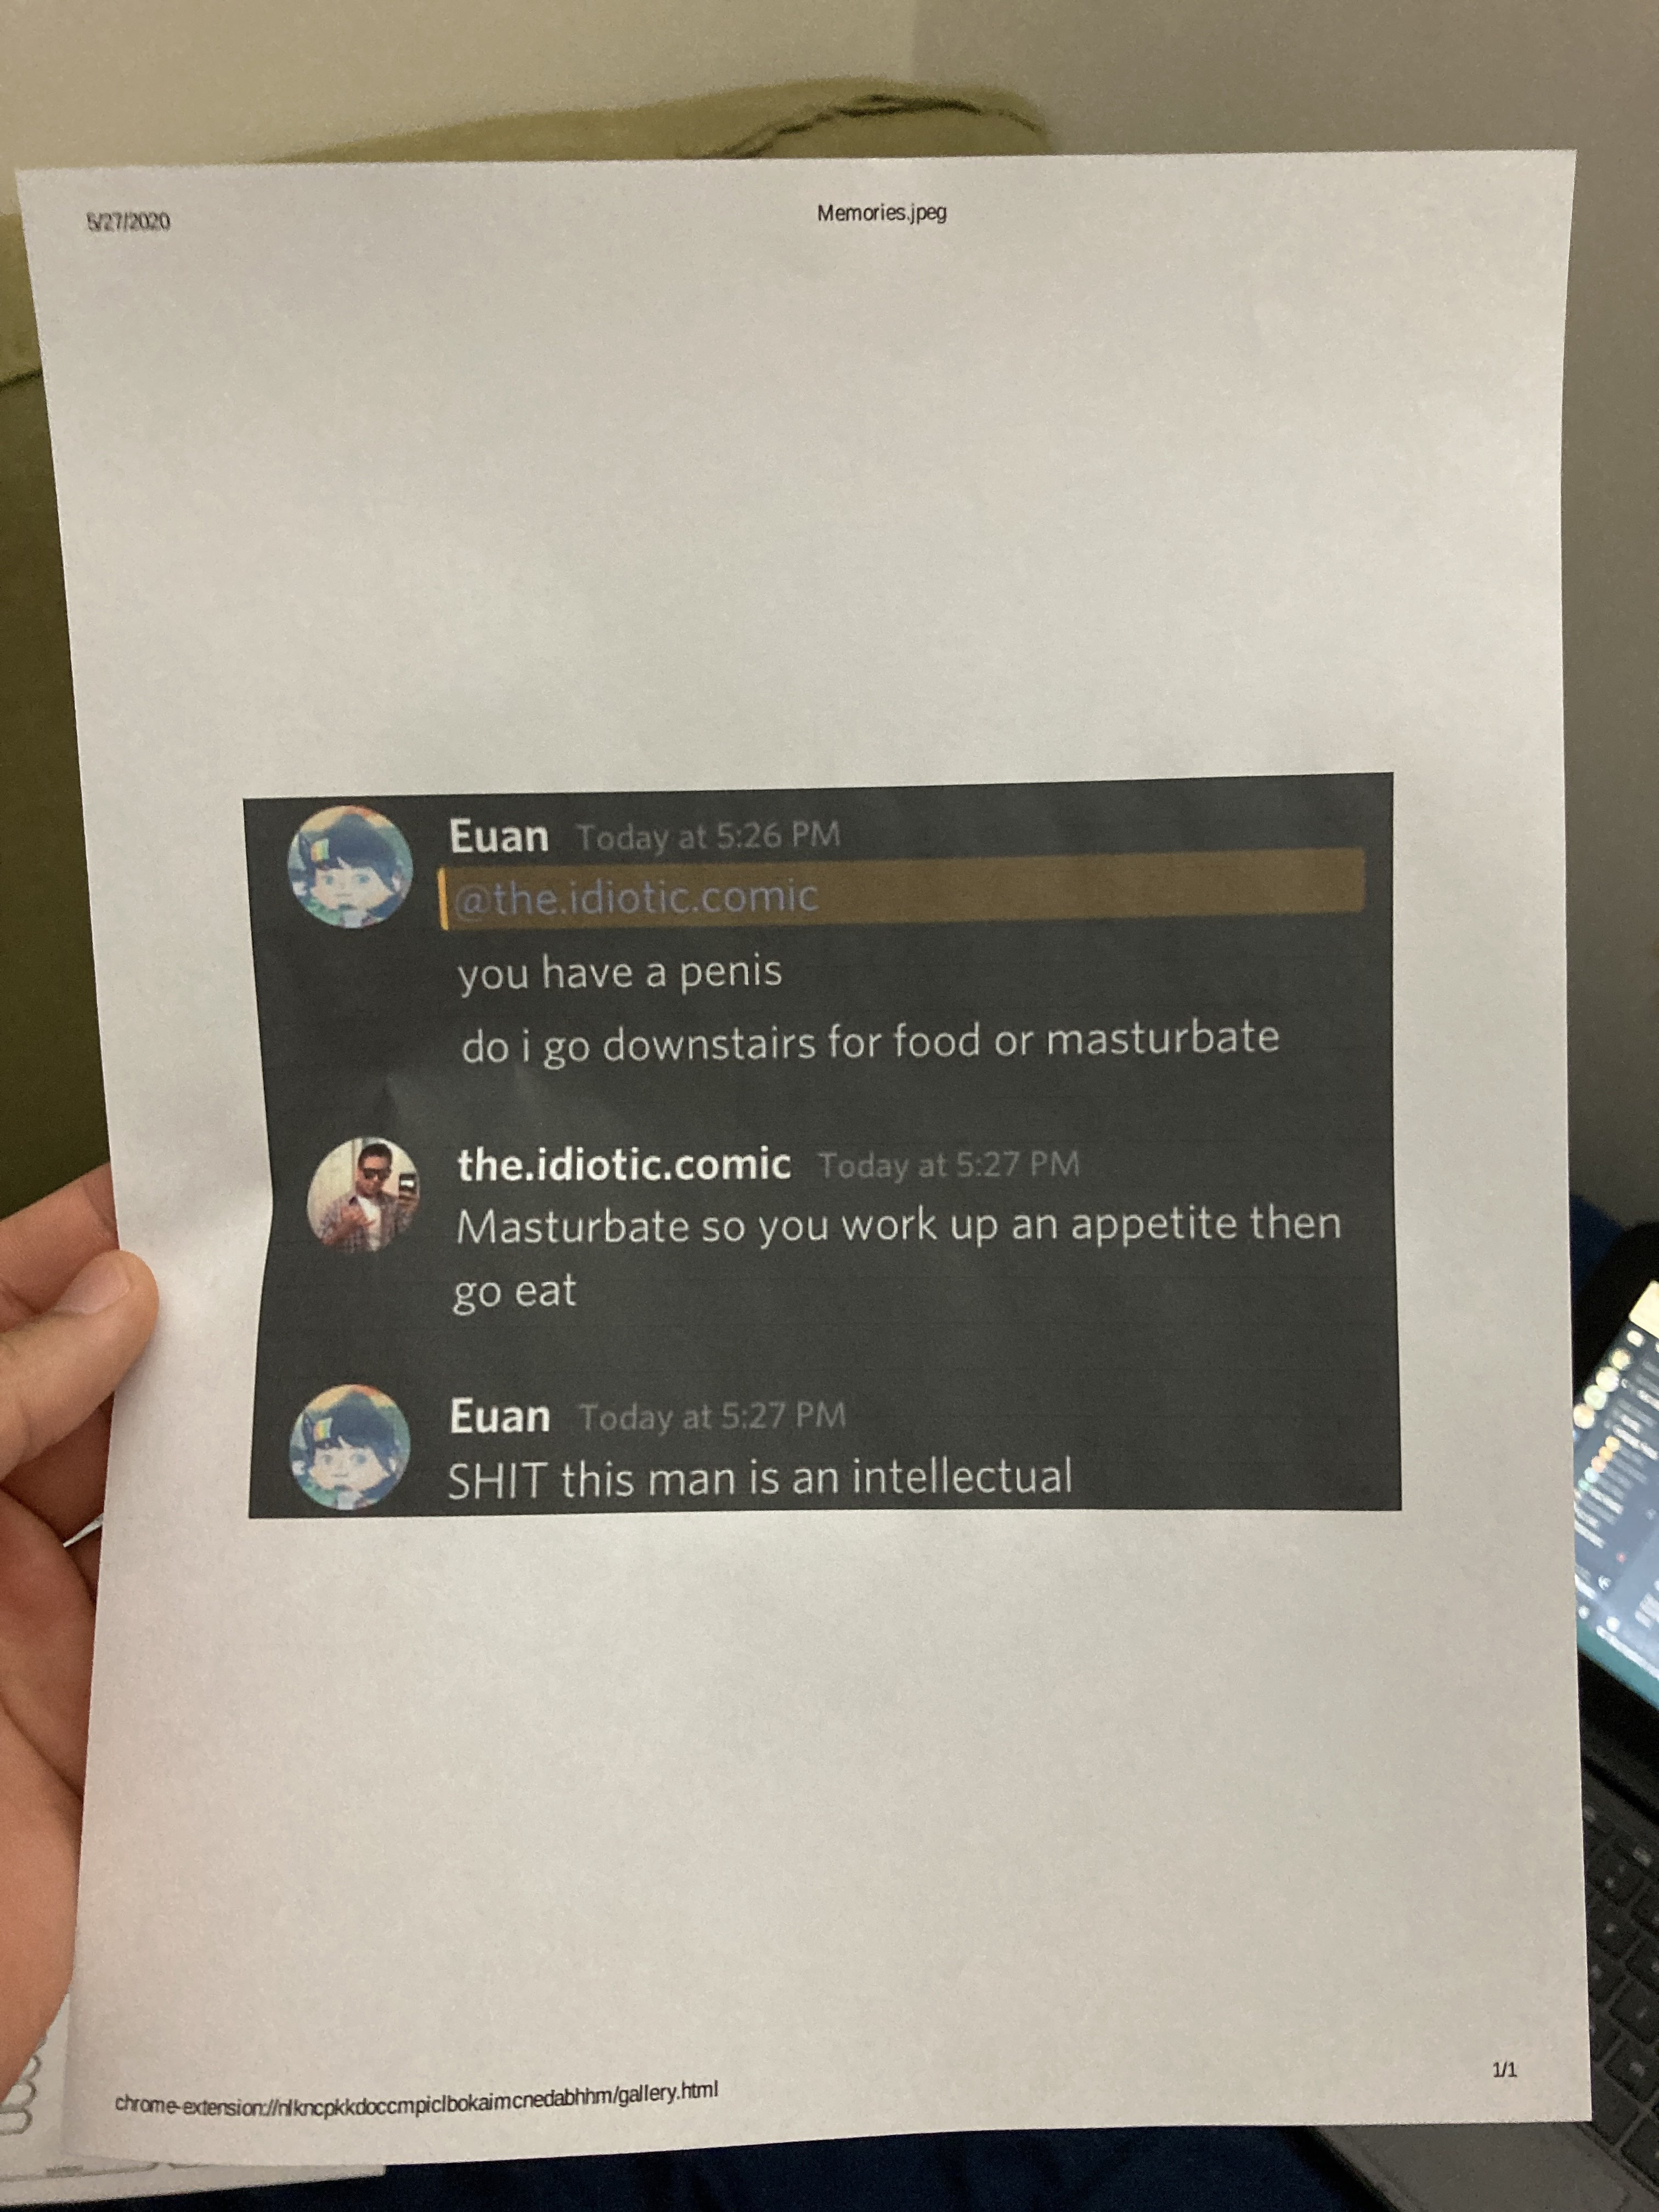 5/27/2020
Memories.jpeg
Euan Today at 5:26 PM
@the.idiotic.comic
you have a penis
do i go downstairs for food or masturbate
the.idiotic.comic Today at 5:27 PM
Masturbate so you work up an appetite then
go eat
Euan Today at 5:27 PM
SHIT this man is an intellectual
chrome-extension://nlkncpkkdoccmpiclbokaimcnedabhhm/gallery.html
1/1